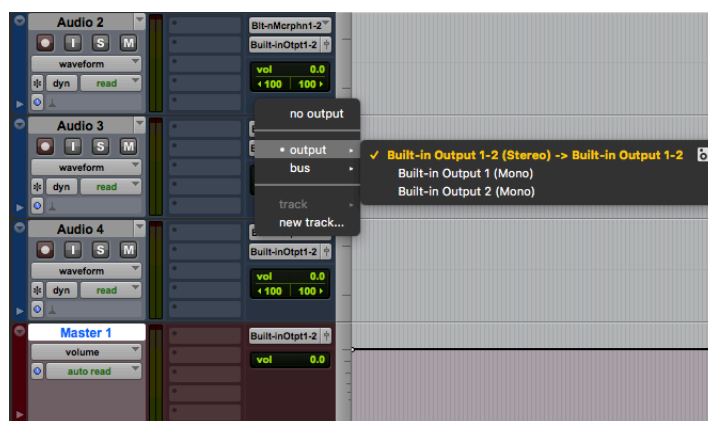 Audio 2
I S M
waveform
dyn read
Built-nMcrphn1-2
Built-inOtpt1-2
vol 0.0
100 100
Audio 3
I S M
waveform
dyn read
no output
output
bus
track
new track...
Built-in Output 1-2 (Stereo) -> Built-in Output 1-2
Built-in Output 1 (Mono)
Built-in Output 2 (Mono)
Audio 4
I S M
waveform
dyn read
Built-inOtpt1-2
vol 0.0
100 100
Master 1
volume
auto read
Built-inOtpt1-2
vol 0.0